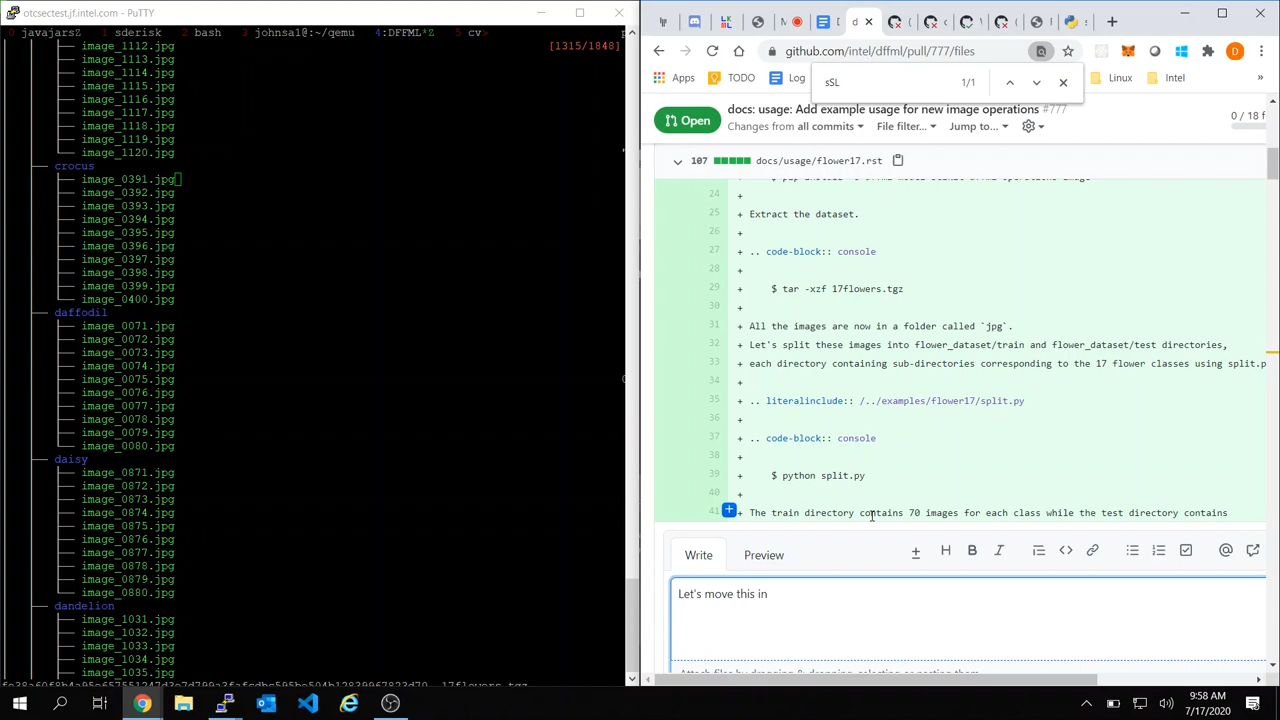 otcsectest.jf.intel.com - PuTTY
0 javajarsZ 1 sderisk 2 bash 3 johnsa1@:~/qemu 4:DFFML*Z 5 cv>
image_1112.jpg [1315/1848]
image_1113.jpg
image_1114.jpg
image_1115.jpg
image_1116.jpg
image_1117.jpg
image_1118.jpg
image_1119.jpg
image_1120.jpg
crocus
image_0391.jpg
image_0392.jpg
image_0393.jpg
image_0394.jpg
image_0395.jpg
image_0396.jpg
image_0397.jpg
image_0398.jpg
image_0399.jpg
image_0400.jpg
daffodil
image_0071.jpg
image_0072.jpg
image_0073.jpg
image_0074.jpg
image_0075.jpg
image_0076.jpg
image_0077.jpg
image_0078.jpg
image_0079.jpg
image_0080.jpg
daisy
image_0871.jpg
image_0872.jpg
image_0873.jpg
image_0874.jpg
image_0875.jpg
image_0876.jpg
image_0877.jpg
image_0878.jpg
image_0879.jpg
image_0880.jpg
dandelion
image_1031.jpg
image_1032.jpg
image_1033.jpg
image_1034.jpg
image_1035.jpg
github.com/intel/dffml/pull/777/files
Apps TODO Log Linux Intel »
sSL 1/1
Open
docs: usage: Add example usage for new image operations #777
Changes from all commits File filter... Jump to... 0 / 18 f
107 docs/usage/flower17.rst
24 +
25 + Extract the dataset.
26 +
27 + .. code-block:: console
28 +
29 + $ tar -xzf 17flowers.tgz
30 +
31 + All the images are now in a folder called `jpg`.
32 + Let's split these images into flower_dataset/train and flower_dataset/test directories,
33 + each directory containing sub-directories corresponding to the 17 flower classes using split.p
34 +
35 + .. literalinclude:: /../examples/flower17/split.py
36 +
37 + .. code-block:: console
38 +
39 + $ python split.py
40 +
41 + The train directory contains 70 images for each class while the test directory contains
Write Preview
Let's move this in
9:58 AM
7/17/2020